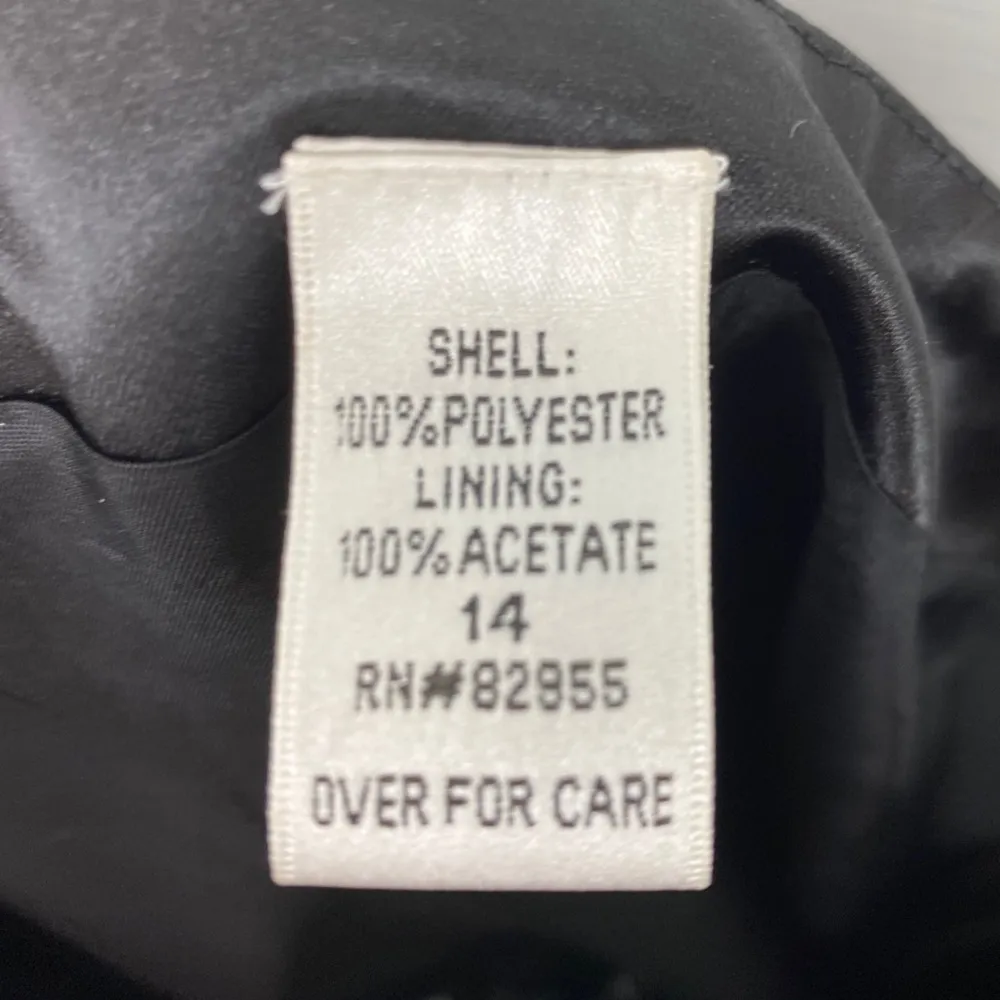 SHELL:
100%POLYESTER
LINING:
100%ACETATE
14
RN#82955
OVER FOR CARE